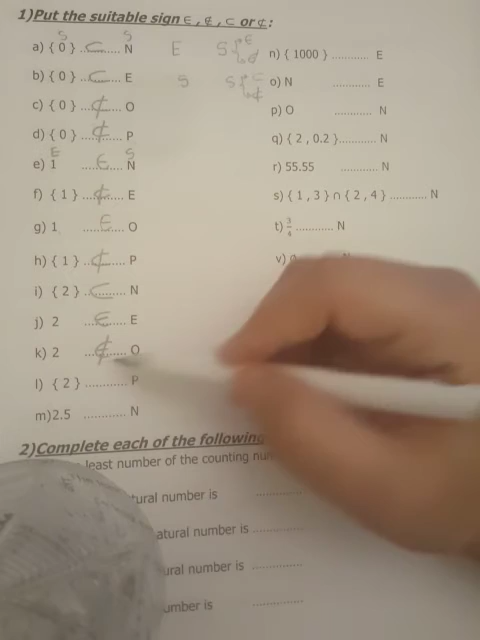 1)Put the suitable sign ∈ , ∉ , ⊂ or ⊄:
S S
a) { 0 } ..⊂...... N
E S{ ∈ ∉
b) { 0 } ..⊂...... E
S S{ ⊂ ⊄
c) { 0 } ...⊄.... O
d) { 0 } ...⊄.... P
E S
e) 1 ....∈.... N
f) { 1 } ...⊄.... E
g) 1 ......∈... O
h) { 1 } ..⊄...... P
i) { 2 } ..⊂...... N
j) 2 ...∈..... E
k) 2 ...∉...... O
l) { 2 } ............ P
m)2.5 ............ N
n) { 1000 } ............ E
o) N ............ E
p) O ............ N
q) { 2 , 0.2 }............ N
r) 55.55 ............ N
s) { 1 , 3 } ∩ { 2 , 4 } ............ N
t) 3/4 ............ N
v)
2)Complete each of the following
least number of the counting
tural number is ................
atural number is ................
ural number is ................
umber is ................